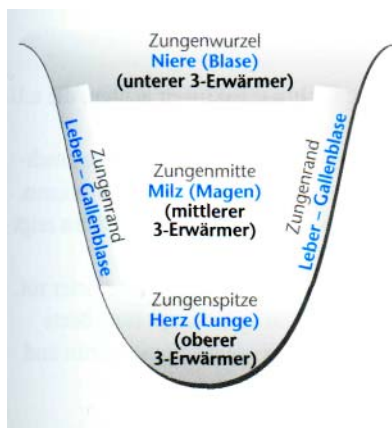 Zungenwurzel
Niere (Blase)
(unterer 3-Erwärmer)
Zungenrand
Leber – Gallenblase
Zungenmitte
Milz (Magen)
(mittlerer
3-Erwärmer)
Zungenrand
Leber – Gallenblase
Zungenspitze
Herz (Lunge)
(oberer
3-Erwärmer)